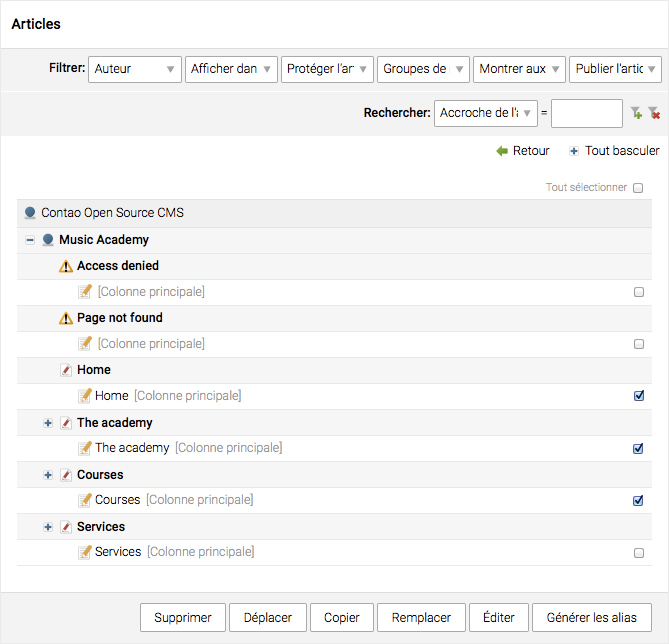 Articles
Filtrer: Auteur Afficher dan Protéger l'ar Groupes de Montrer aux Publier l'artic
Rechercher: Accroche de l'a =
Retour Tout basculer
Tout sélectionner
Contao Open Source CMS
Music Academy
Access denied
[Colonne principale]
Page not found
[Colonne principale]
Home
Home [Colonne principale]
The academy
The academy [Colonne principale]
Courses
Courses [Colonne principale]
Services
Services [Colonne principale]
Supprimer Déplacer Copier Remplacer Éditer Générer les alias